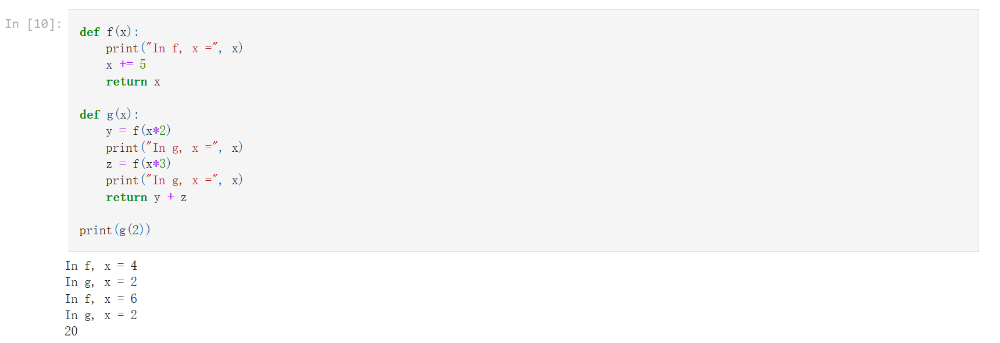 In [10]:
def f(x):
    print("In f, x =", x)
    x += 5
    return x
def g(x):
    y = f(x*2)
    print("In g, x =", x)
    z = f(x*3)
    print("In g, x =", x)
    return y + z
print(g(2))
In f, x = 4
In g, x = 2
In f, x = 6
In g, x = 2
20